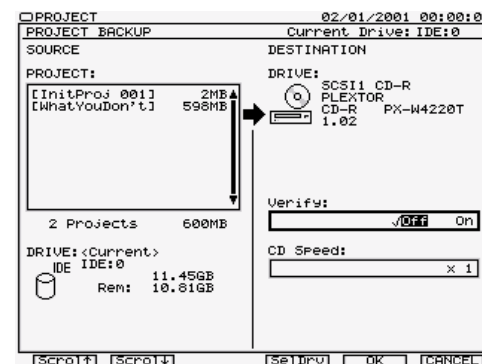 PROJECT 02/01/2001 00:00:0
PROJECT BACKUP Current Drive: IDE:0
SOURCE
PROJECT:
[InitProj 001] 2MB
[WhatYouDon't] 598MB
2 Projects 600MB
DRIVE:<Current>
IDE IDE:0
11.45GB
Rem: 10.81GB
DESTINATION
DRIVE:
SCSI1 CD-R
PLEXTOR
CD-R PX-W4220T
1.02
Verify:
√Off On
CD Speed:
x 1
[Scrol↑] [Scrol↓] [SelDrv] [OK] [CANCEL